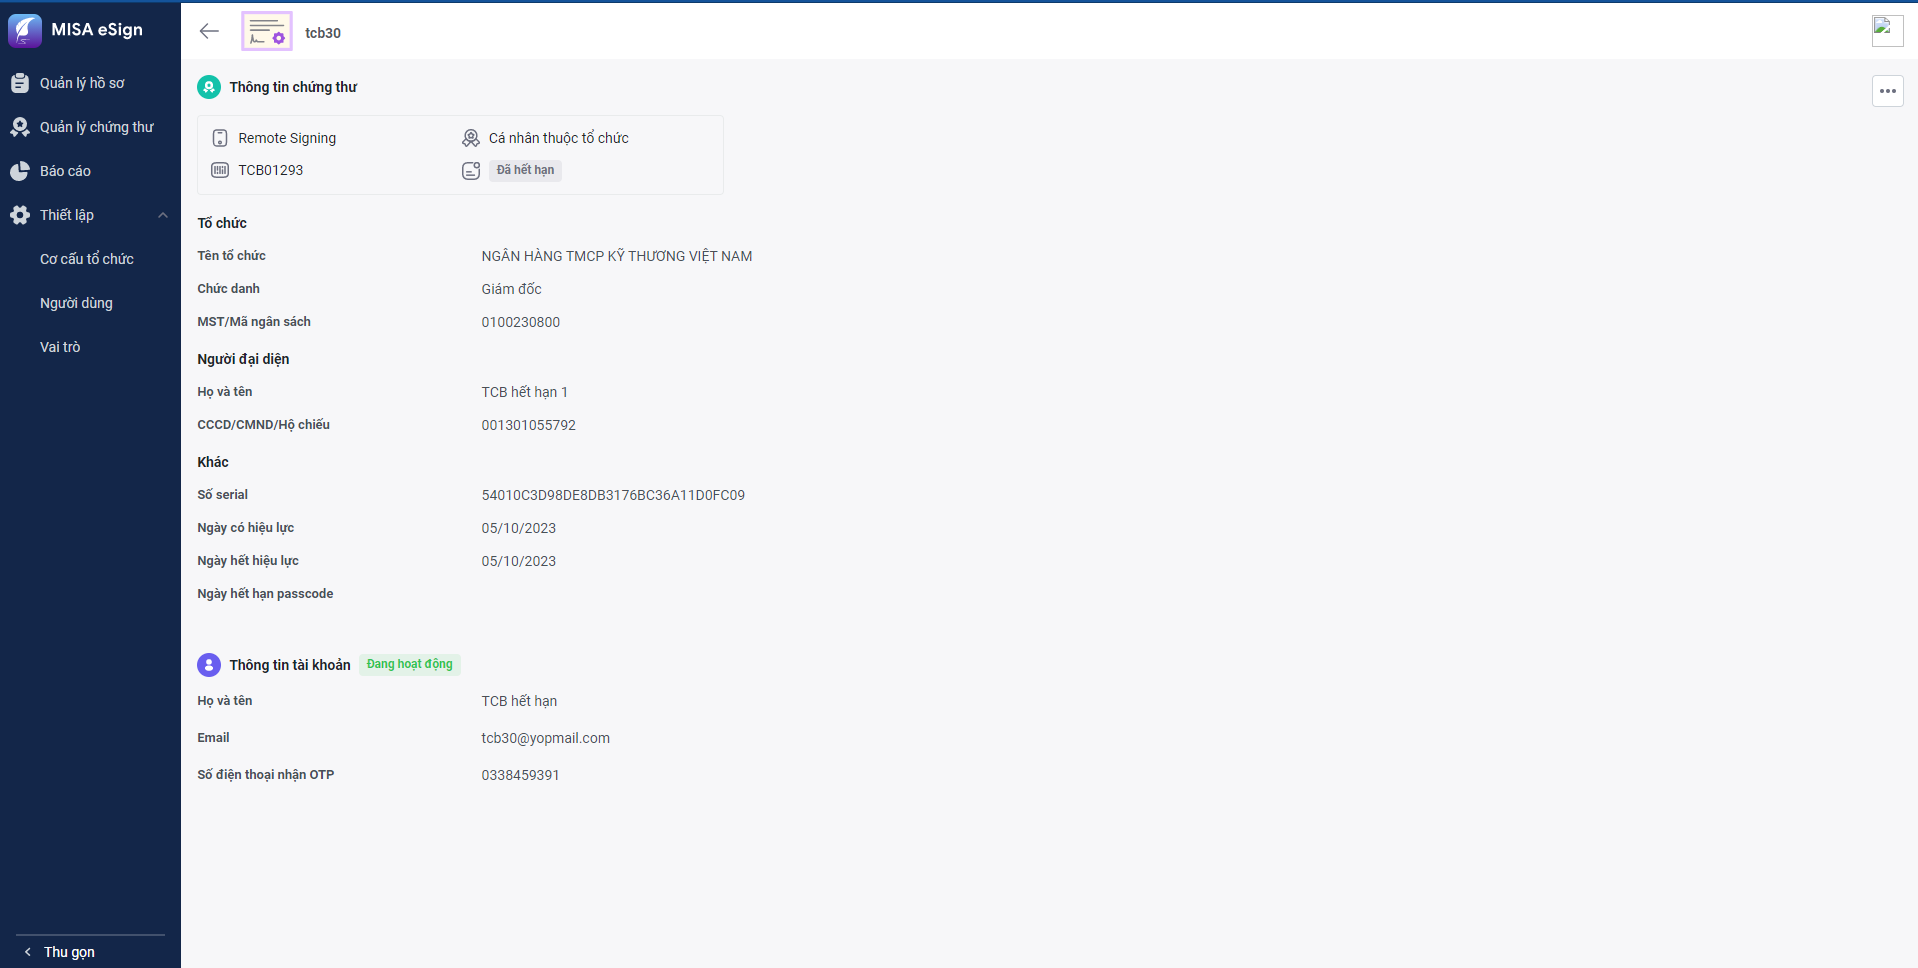 MISA eSign
tcb30
Quản lý hồ sơ
Quản lý chứng thư
Báo cáo
Thiết lập
Cơ cấu tổ chức
Người dùng
Vai trò
Thu gọn
Thông tin chứng thư
Remote Signing
Cá nhân thuộc tổ chức
TCB01293
Đã hết hạn
Tổ chức
Tên tổ chức NGÂN HÀNG TMCP KỸ THƯƠNG VIỆT NAM
Chức danh Giám đốc
MST/Mã ngân sách 0100230800
Người đại diện
Họ và tên TCB hết hạn 1
CCCD/CMND/Hộ chiếu 001301055792
Khác
Số serial 54010C3D98DE8DB3176BC36A11D0FC09
Ngày có hiệu lực 05/10/2023
Ngày hết hiệu lực 05/10/2023
Ngày hết hạn passcode
Thông tin tài khoản Đang hoạt động
Họ và tên TCB hết hạn
Email tcb30@yopmail.com
Số điện thoại nhận OTP 0338459391